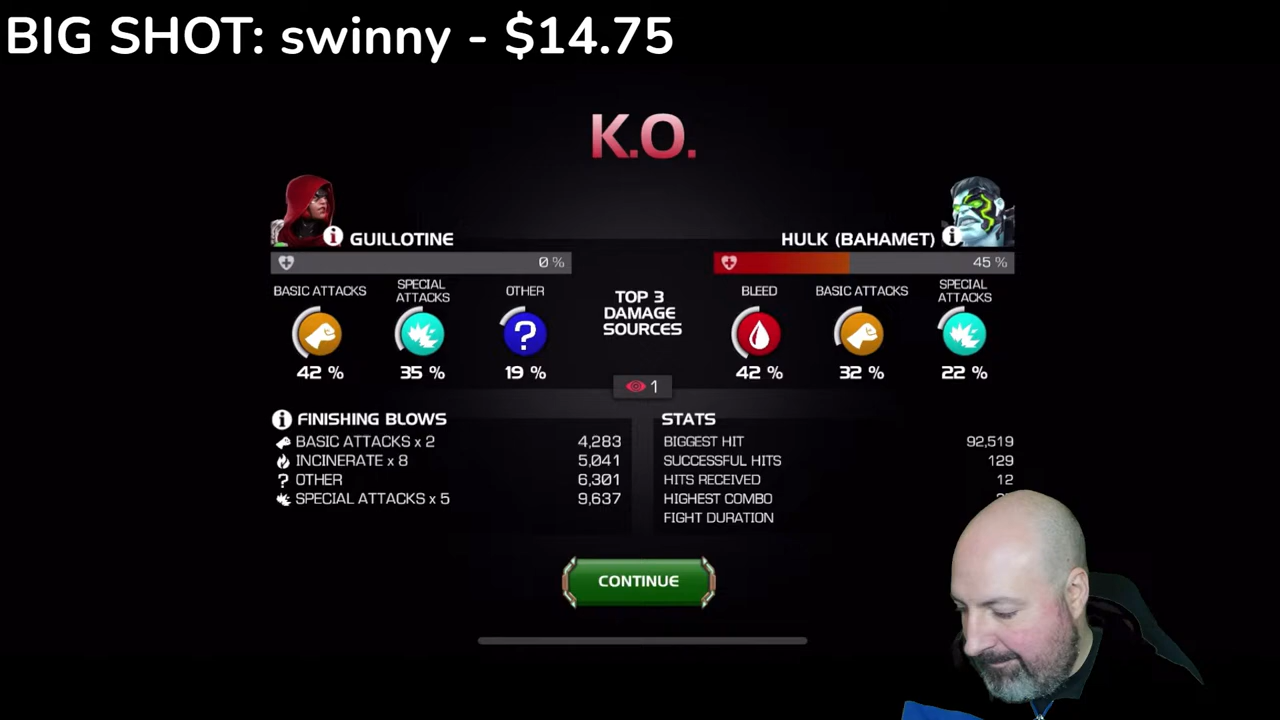 BIG SHOT: swinny - $14.75
K.O.
GUILLOTINE
HULK (BAHAMET)
0 %
45 %
BASIC ATTACKS
SPECIAL ATTACKS
OTHER
TOP 3 DAMAGE SOURCES
BLEED
BASIC ATTACKS
SPECIAL ATTACKS
?
42 %
35 %
19 %
42 %
32 %
22 %
1
FINISHING BLOWS
BASIC ATTACKS x 2 4,283
INCINERATE x 8 5,041
? OTHER 6,301
SPECIAL ATTACKS x 5 9,637
STATS
BIGGEST HIT 92,519
SUCCESSFUL HITS 129
HITS RECEIVED 12
HIGHEST COMBO
FIGHT DURATION
CONTINUE